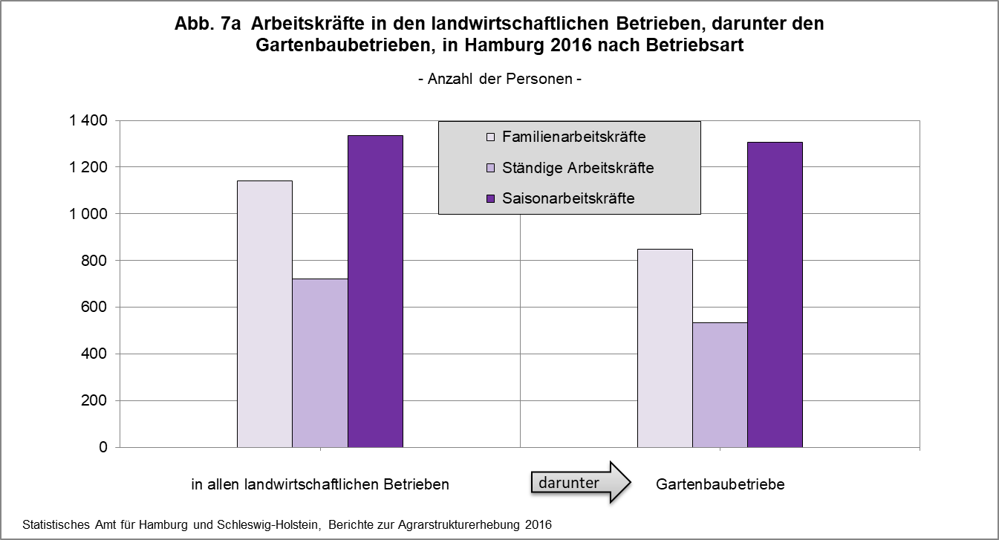 Abb. 7a  Arbeitskräfte in den landwirtschaftlichen Betrieben, darunter den
Gartenbaubetrieben, in Hamburg 2016 nach Betriebsart
- Anzahl der Personen -
1 400
1 200
1 000
800
600
400
200
0
Familienarbeitskräfte
Ständige Arbeitskräfte
Saisonarbeitskräfte
in allen landwirtschaftlichen Betrieben
darunter
Gartenbaubetriebe
Statistisches Amt für Hamburg und Schleswig-Holstein,  Berichte zur Agrarstrukturerhebung 2016